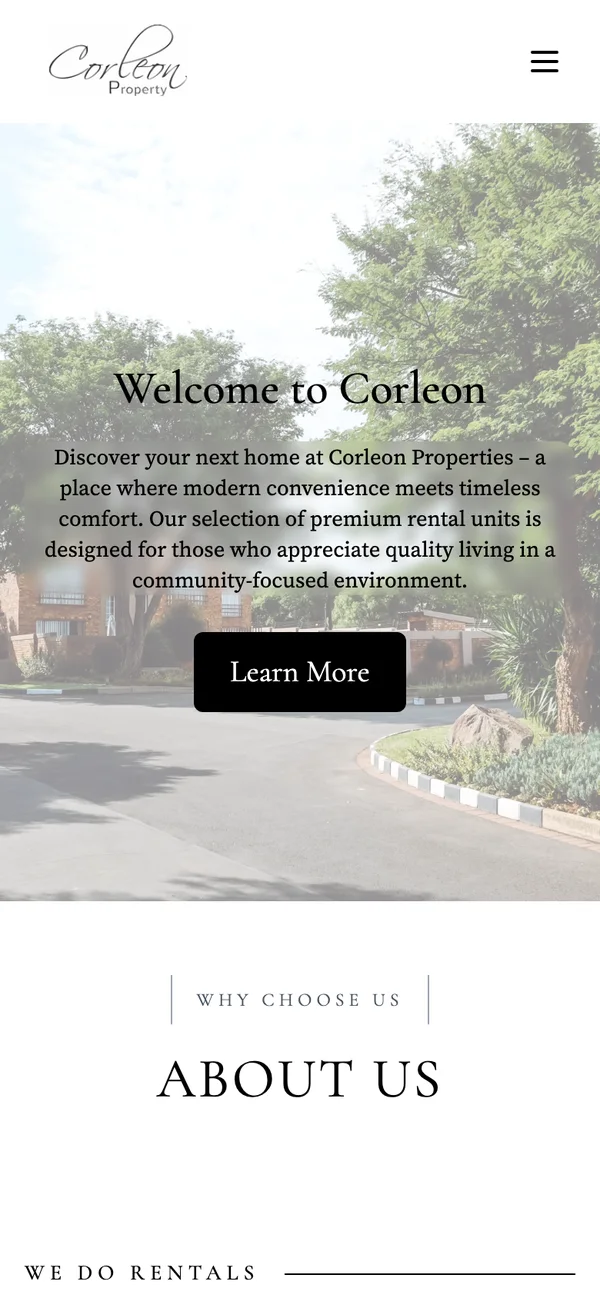 Corleon
Property
Welcome to Corleon
Discover your next home at Corleon Properties – a
place where modern convenience meets timeless
comfort. Our selection of premium rental units is
designed for those who appreciate quality living in a
community-focused environment.
Learn More
WHY CHOOSE US
ABOUT US
WE DO RENTALS